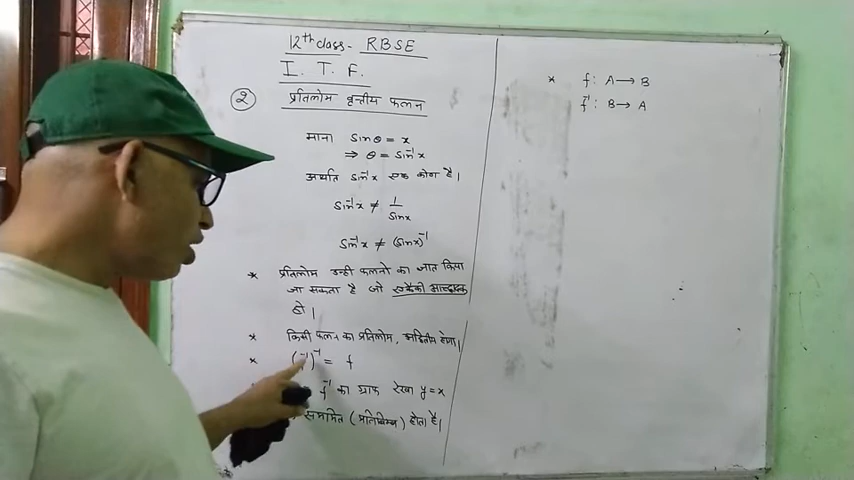 12th class- RBSE
I. T. F.
② प्रतिलोम वृत्तीय फलन
माना sinθ = x
⇒ θ = sin⁻¹x
अर्थात sin⁻¹x एक कोण है।
sin⁻¹x ≠ 1/sinx
sin⁻¹x ≠ (sinx)⁻¹
* प्रतिलोम उन्ही फलनो का ज्ञात किया
जा सकता है जो एकैकी आच्छादक
हो।
* किसी फलन का प्रतिलोम, अद्वितीय होगा।
* ( ⁻¹)⁻¹ = f
f⁻¹ का ग्राफ रेखा y = x
सममित (प्रतिबिम्ब) होता है।
* f: A → B
f⁻¹: B → A